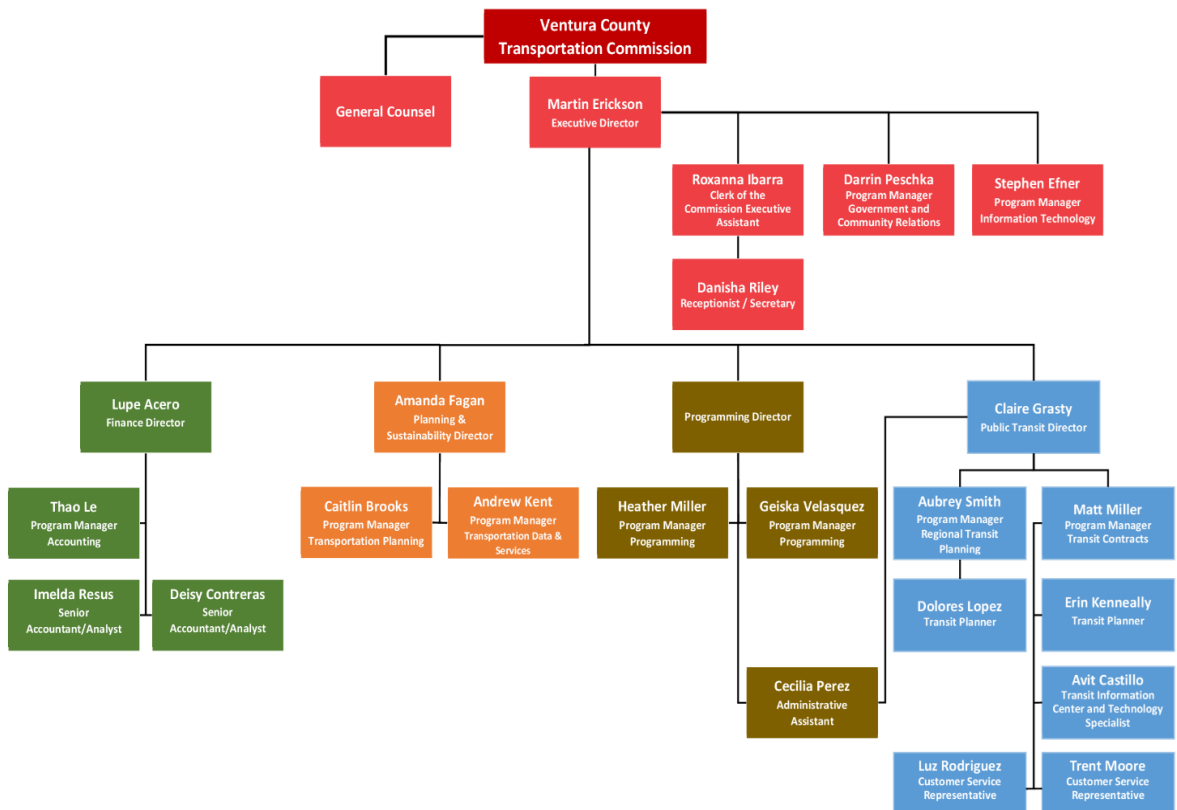 Ventura County
Transportation Commission
General Counsel
Martin Erickson
Executive Director
Roxanna Ibarra
Clerk of the
Commission Executive
Assistant
Darrin Peschka
Program Manager
Government and
Community Relations
Stephen Efner
Program Manager
Information Technology
Danisha Riley
Receptionist / Secretary
Lupe Acero
Finance Director
Amanda Fagan
Planning &
Sustainability Director
Programming Director
Claire Grasty
Public Transit Director
Thao Le
Program Manager
Accounting
Caitlin Brooks
Program Manager
Transportation Planning
Andrew Kent
Program Manager
Transportation Data &
Services
Heather Miller
Program Manager
Programming
Geiska Velasquez
Program Manager
Programming
Aubrey Smith
Program Manager
Regional Transit
Planning
Matt Miller
Program Manager
Transit Contracts
Imelda Resus
Senior
Accountant/Analyst
Deisy Contreras
Senior
Accountant/Analyst
Dolores Lopez
Transit Planner
Erin Kenneally
Transit Planner
Cecilia Perez
Administrative
Assistant
Avit Castillo
Transit Information
Center and Technology
Specialist
Luz Rodriguez
Customer Service
Representative
Trent Moore
Customer Service
Representative